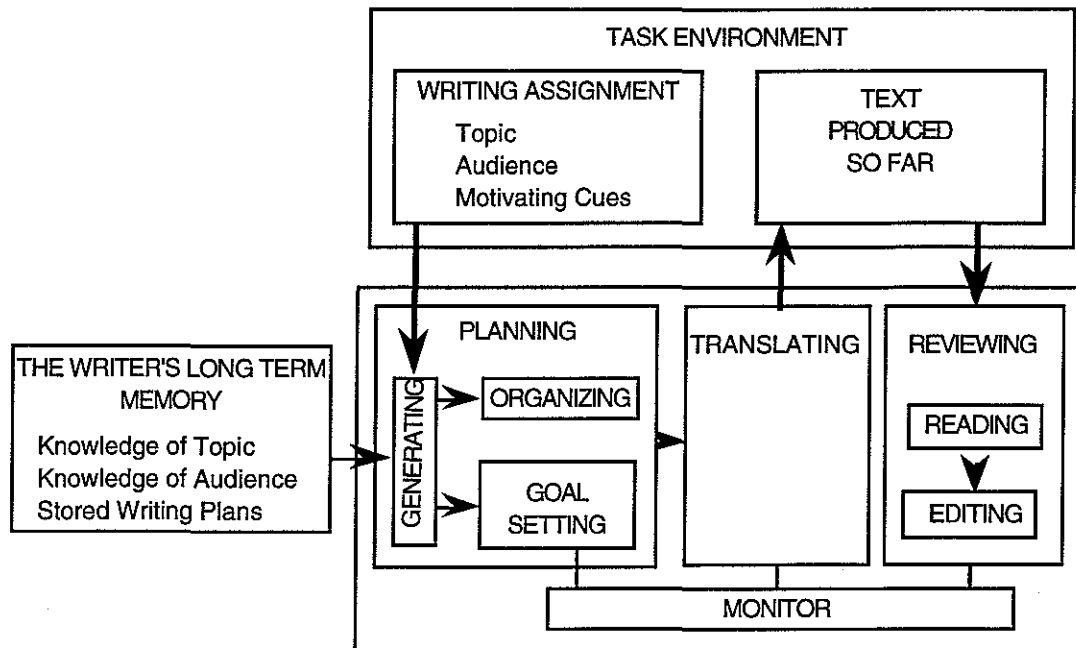 TASK ENVIRONMENT
WRITING ASSIGNMENT
Topic
Audience
Motivating Cues
TEXT
PRODUCED
SO FAR
THE WRITER'S LONG TERM
MEMORY
Knowledge of Topic
Knowledge of Audience
Stored Writing Plans
PLANNING
GENERATING
ORGANIZING
GOAL
SETTING
TRANSLATING
REVIEWING
READING
EDITING
MONITOR